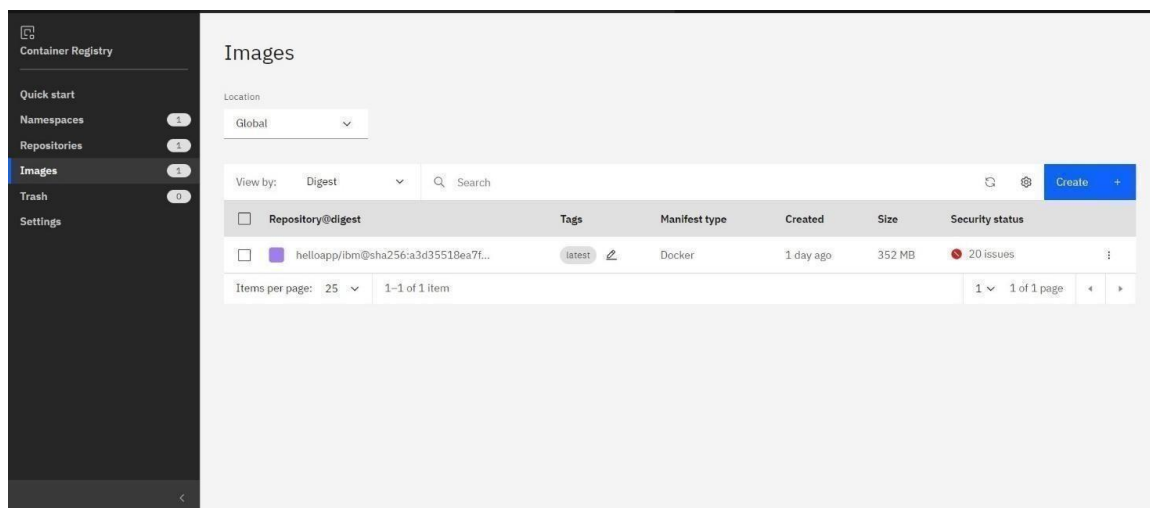 Container Registry
Quick start
Namespaces 1
Repositories 1
Images 1
Trash 0
Settings
Images
Location
Global
View by: Digest Search Create +
Repository@digest Tags Manifest type Created Size Security status
helloapp/ibm@sha256:a3d35518ea7f... latest Docker 1 day ago 352 MB 20 issues
Items per page: 25 1–1 of 1 item 1 1 of 1 page